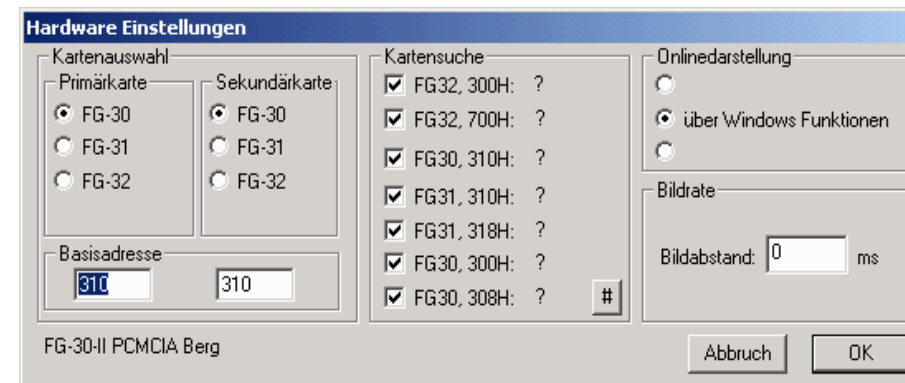 Hardware Einstellungen
Kartenauswahl
Primärkarte
FG-30
FG-31
FG-32
Sekundärkarte
FG-30
FG-31
FG-32
Basisadresse
310
310
Kartensuche
FG32, 300H: ?
FG32, 700H: ?
FG30, 310H: ?
FG31, 310H: ?
FG31, 318H: ?
FG30, 300H: ?
FG30, 308H: ?
#
Onlinedarstellung
über Windows Funktionen
Bildrate
Bildabstand: 0 ms
FG-30-II PCMCIA Berg
Abbruch
OK